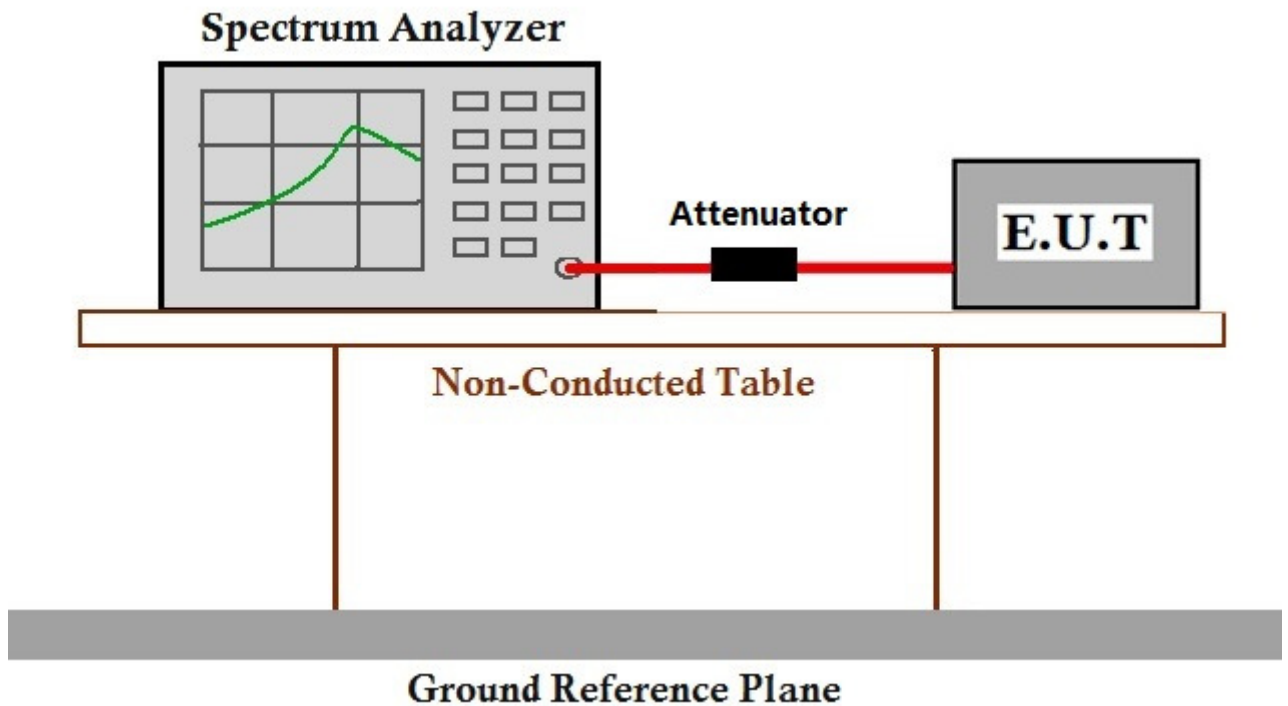 Spectrum Analyzer
Attenuator
E.U.T
Non-Conducted Table
Ground Reference Plane